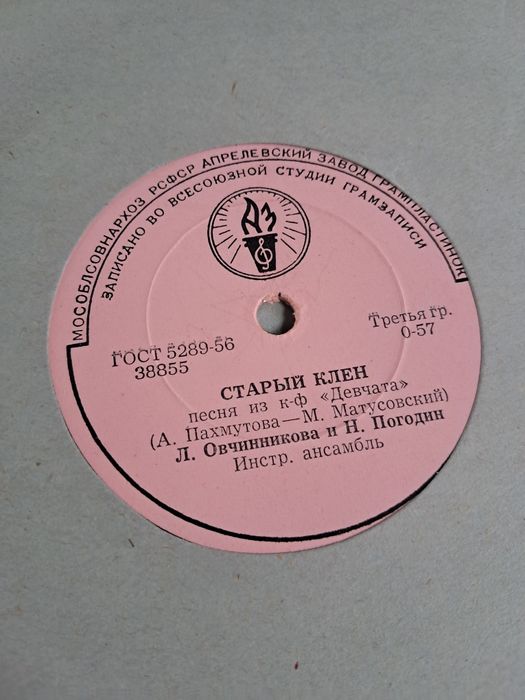 МОСОБЛСОВНАРХОЗ РСФСР АПРЕЛЕВСКИЙ ЗАВОД ГРАМПЛАСТИНОК
ЗАПИСАНО ВО ВСЕСОЮЗНОЙ СТУДИИ ГРАМЗАПИСИ
АЗ
ГОСТ 5289-56
38855
Третья гр.
0-57
СТАРЫЙ КЛЕН
песня из к-ф «Девчата»
(А. Пахмутова—М. Матусовский)
Л. Овчинникова и Н. Погодин
Инстр. ансамбль